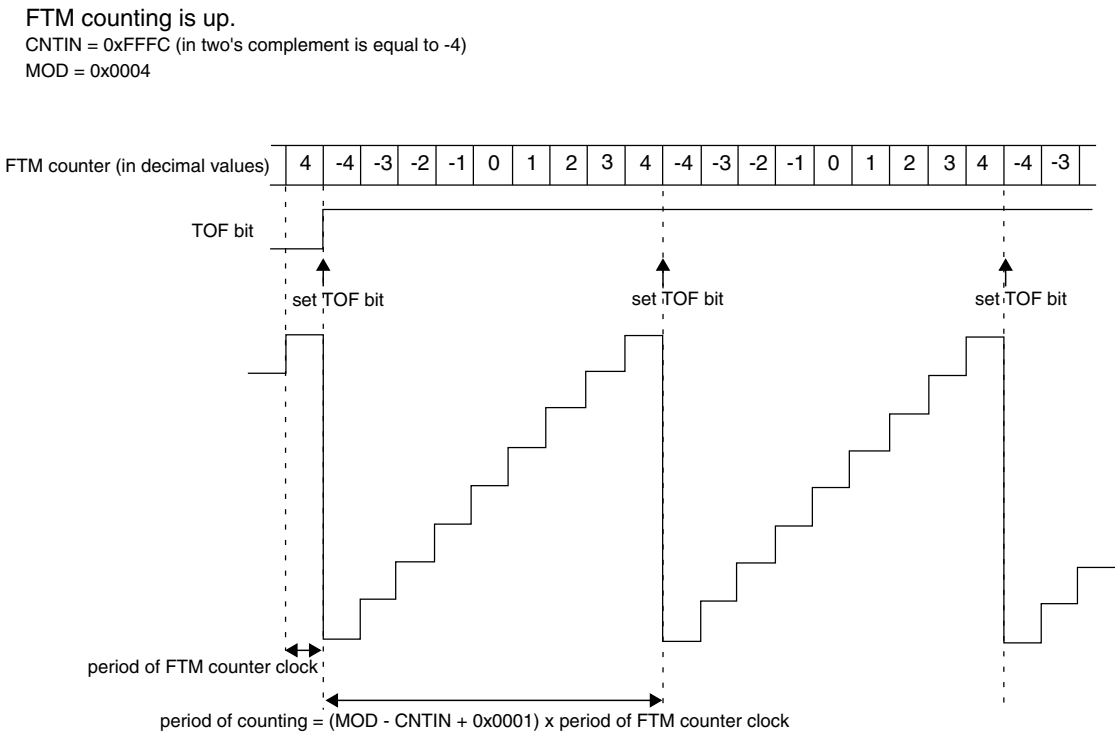 FTM counting is up.
CNTIN = 0xFFFC (in two's complement is equal to -4)
MOD = 0x0004
FTM counter (in decimal values) 4 -4 -3 -2 -1 0 1 2 3 4 -4 -3 -2 -1 0 1 2 3 4 -4 -3
TOF bit
set TOF bit set TOF bit set TOF bit
period of FTM counter clock
period of counting = (MOD - CNTIN + 0x0001) x period of FTM counter clock